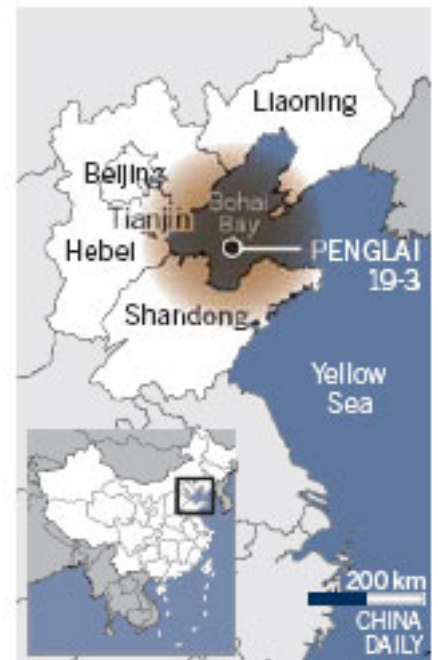 Liaoning
Beijing
Bohai
Bay
Tianjin
Hebei
PENGLAI
19-3
Shandong
Yellow
Sea
200 km
CHINA
DAILY